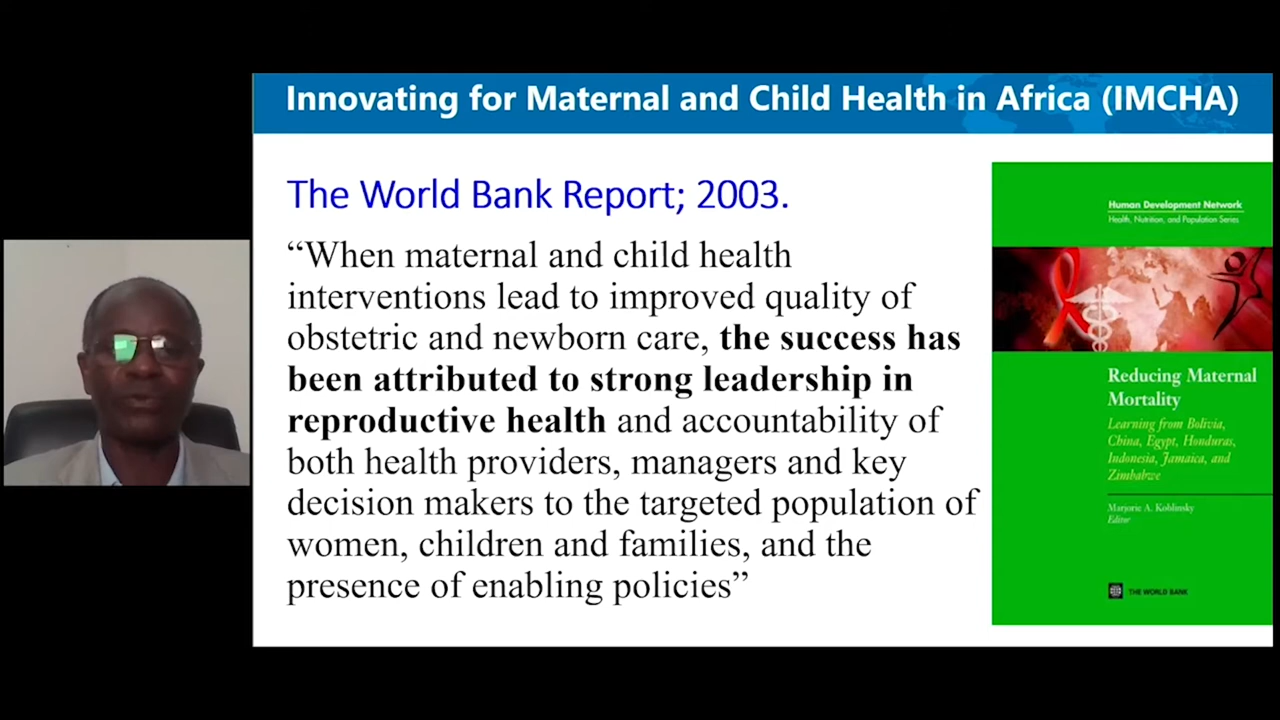 Innovating for Maternal and Child Health in Africa (IMCHA)
The World Bank Report; 2003.
“When maternal and child health
interventions lead to improved quality of
obstetric and newborn care, the success has
been attributed to strong leadership in
reproductive health and accountability of
both health providers, managers and key
decision makers to the targeted population of
women, children and families, and the
presence of enabling policies”
Human Development Network
Health, Nutrition, and Population Series
Reducing Maternal
Mortality
Learning from Bolivia,
China, Egypt, Honduras,
Indonesia, Jamaica, and
Zimbabwe
Marjorie A. Koblinsky
Editor
THE WORLD BANK